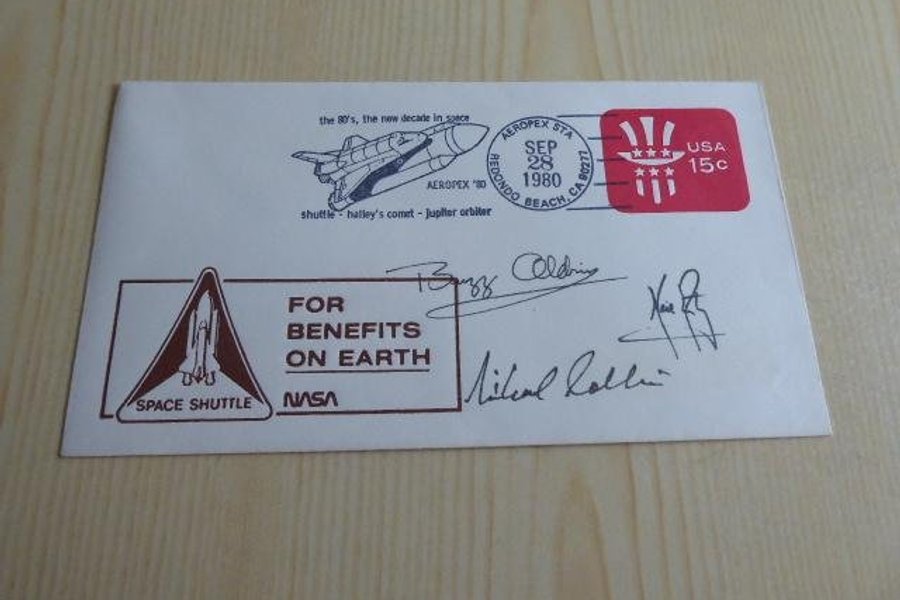 the 80's, the new decade in space
AEROPEX '80
shuttle - halley's comet - jupiter orbiter
AEROPEX STA
SEP
28
1980
REDONDO BEACH, CA 90277
USA
15c
Buzz Aldrin
Michael Collins
FOR
BENEFITS
ON EARTH
SPACE SHUTTLE
NASA